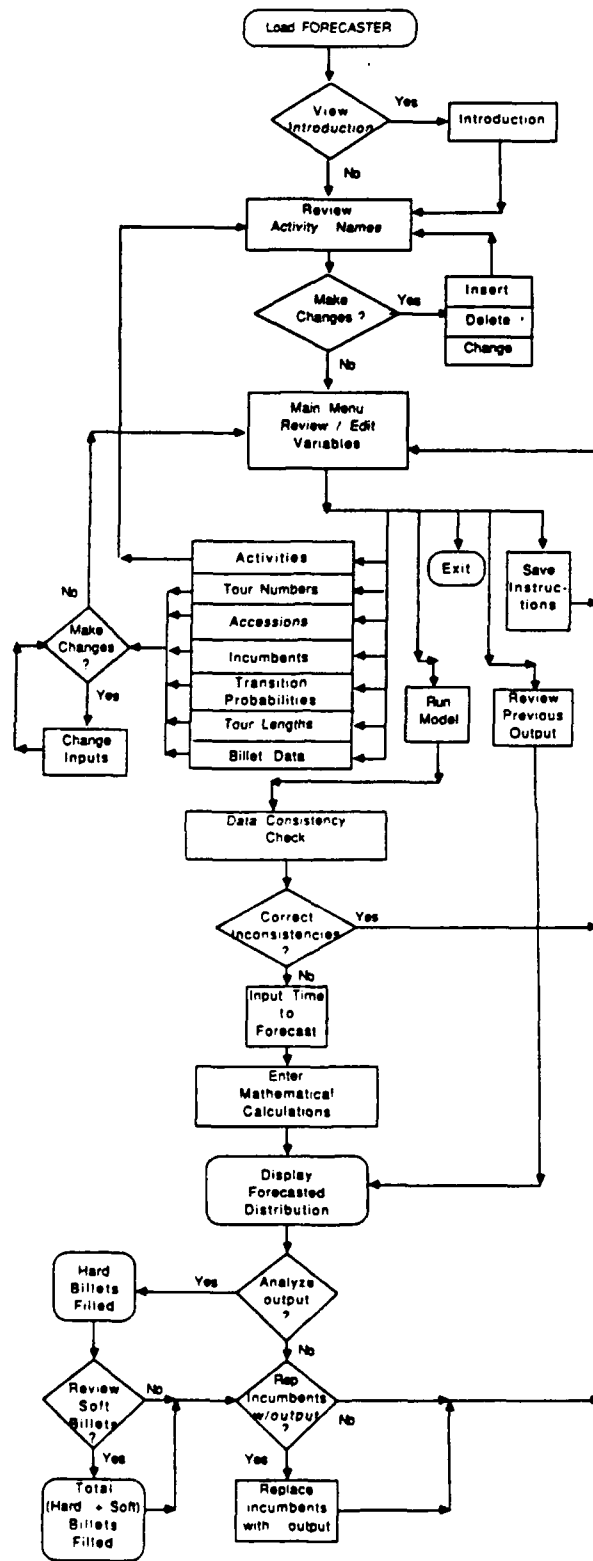 Load FORECASTER
View
Introduction
Yes
Introduction
No
Review
Activity Names
Make
Changes ?
Yes
Insert
Delete
Change
No
Main Menu
Review / Edit
Variables
Activities
Tour Numbers
Accessions
Incumbents
Transition
Probabilities
Tour Lengths
Billet Data
Exit
Save
Instruc-
tions
No
Make
Changes
?
Yes
Change
Inputs
Run
Model
Review
Previous
Output
Data Consistency
Check
Correct
Inconsistencies
?
Yes
No
Input Time
to
Forecast
Enter
Mathematical
Calculations
Display
Forecasted
Distribution
Analyze
output
?
Yes
No
Hard
Billets
Filled
Review
Soft
Billets
?
No
Yes
Total
(Hard + Soft)
Billets
Filled
Rep
Incumbents
w/output
?
No
Yes
Replace
incumbents
with output